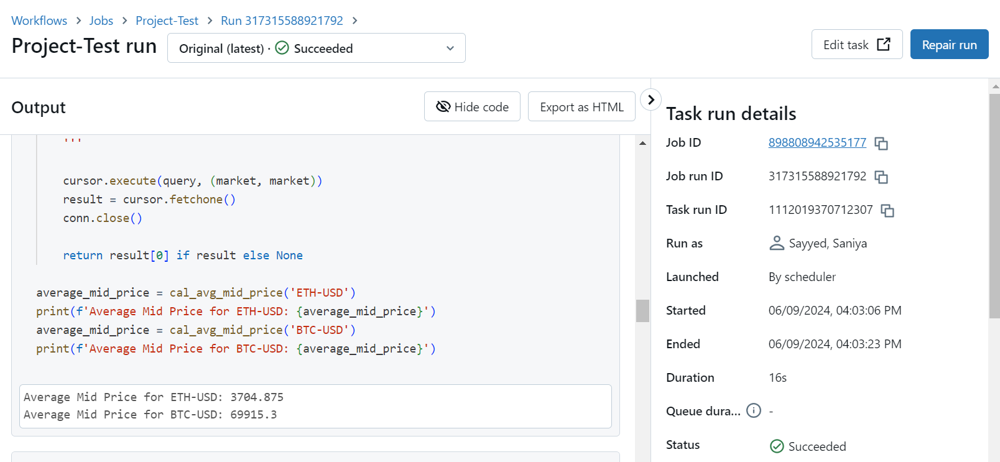 Workflows > Jobs > Project-Test > Run 317315588921792 >
Project-Test run
Original (latest) · Succeeded
Edit task
Repair run
Output
Hide code
Export as HTML
'''
cursor.execute(query, (market, market))
result = cursor.fetchone()
conn.close()
return result[0] if result else None
average_mid_price = cal_avg_mid_price('ETH-USD')
print(f'Average Mid Price for ETH-USD: {average_mid_price}')
average_mid_price = cal_avg_mid_price('BTC-USD')
print(f'Average Mid Price for BTC-USD: {average_mid_price}')
Average Mid Price for ETH-USD: 3704.875
Average Mid Price for BTC-USD: 69915.3
Task run details
Job ID 898808942535177
Job run ID 317315588921792
Task run ID 1112019370712307
Run as Sayyed, Saniya
Launched By scheduler
Started 06/09/2024, 04:03:06 PM
Ended 06/09/2024, 04:03:23 PM
Duration 16s
Queue dura... -
Status Succeeded